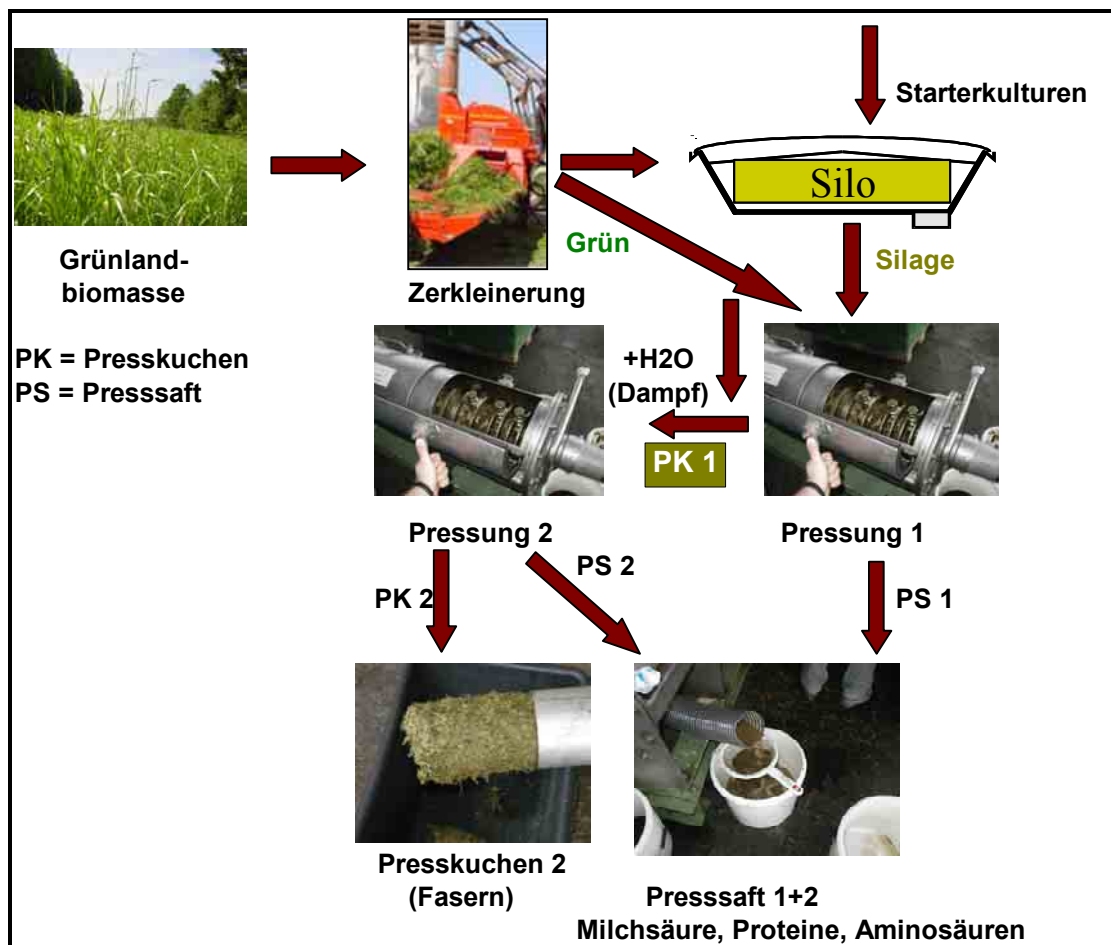 Starterkulturen
Silo
Grün
Silage
Grünland-
biomasse
Zerkleinerung
PK = Presskuchen
PS = Presssaft
+H2O
(Dampf)
PK 1
Pressung 2
Pressung 1
PS 2
PK 2
PS 1
Presskuchen 2
(Fasern)
Presssaft 1+2
Milchsäure, Proteine, Aminosäuren